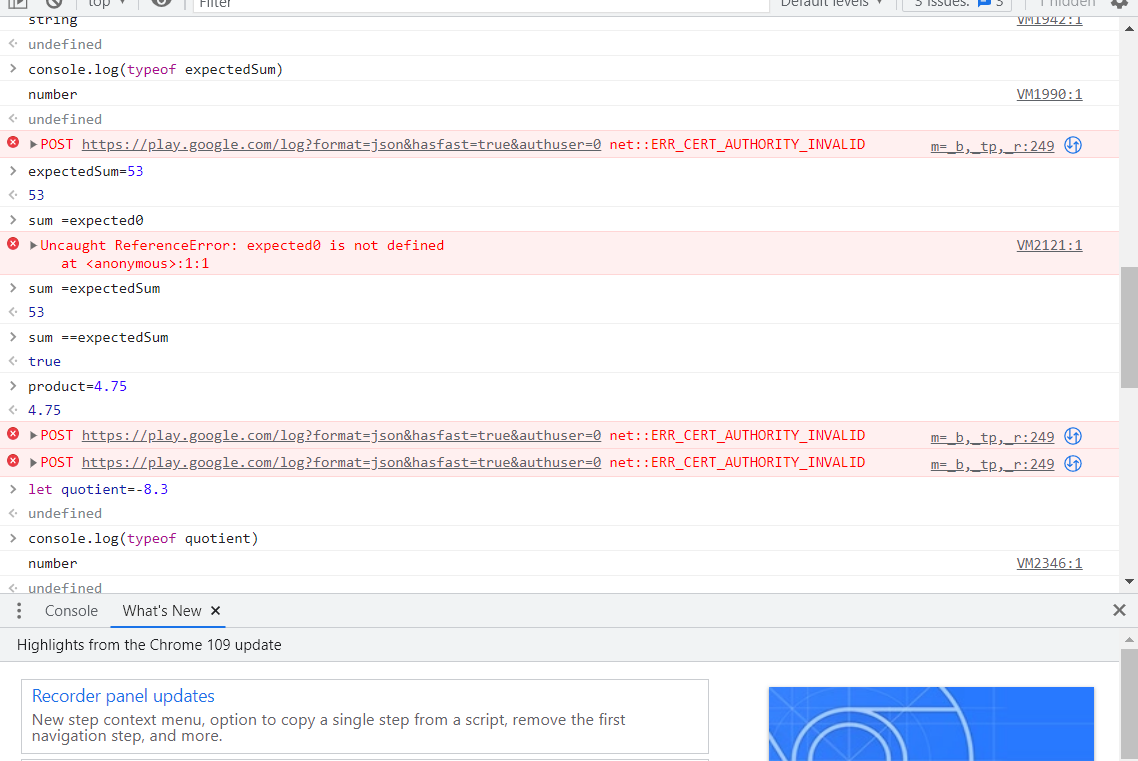 top
Filter
Default levels
3 Issues:
3
1 hidden
string
VM1942:1
undefined
console.log(typeof expectedSum)
number
VM1990:1
undefined
POST https://play.google.com/log?format=json&hasfast=true&authuser=0 net::ERR_CERT_AUTHORITY_INVALID
m=_b,_tp,_r:249
expectedSum=53
53
sum =expected0
Uncaught ReferenceError: expected0 is not defined
VM2121:1
at <anonymous>:1:1
sum =expectedSum
53
sum ==expectedSum
true
product=4.75
4.75
POST https://play.google.com/log?format=json&hasfast=true&authuser=0 net::ERR_CERT_AUTHORITY_INVALID
m=_b,_tp,_r:249
POST https://play.google.com/log?format=json&hasfast=true&authuser=0 net::ERR_CERT_AUTHORITY_INVALID
m=_b,_tp,_r:249
let quotient=-8.3
undefined
console.log(typeof quotient)
number
VM2346:1
undefined
Console
What's New
Highlights from the Chrome 109 update
Recorder panel updates
New step context menu, option to copy a single step from a script, remove the first
navigation step, and more.